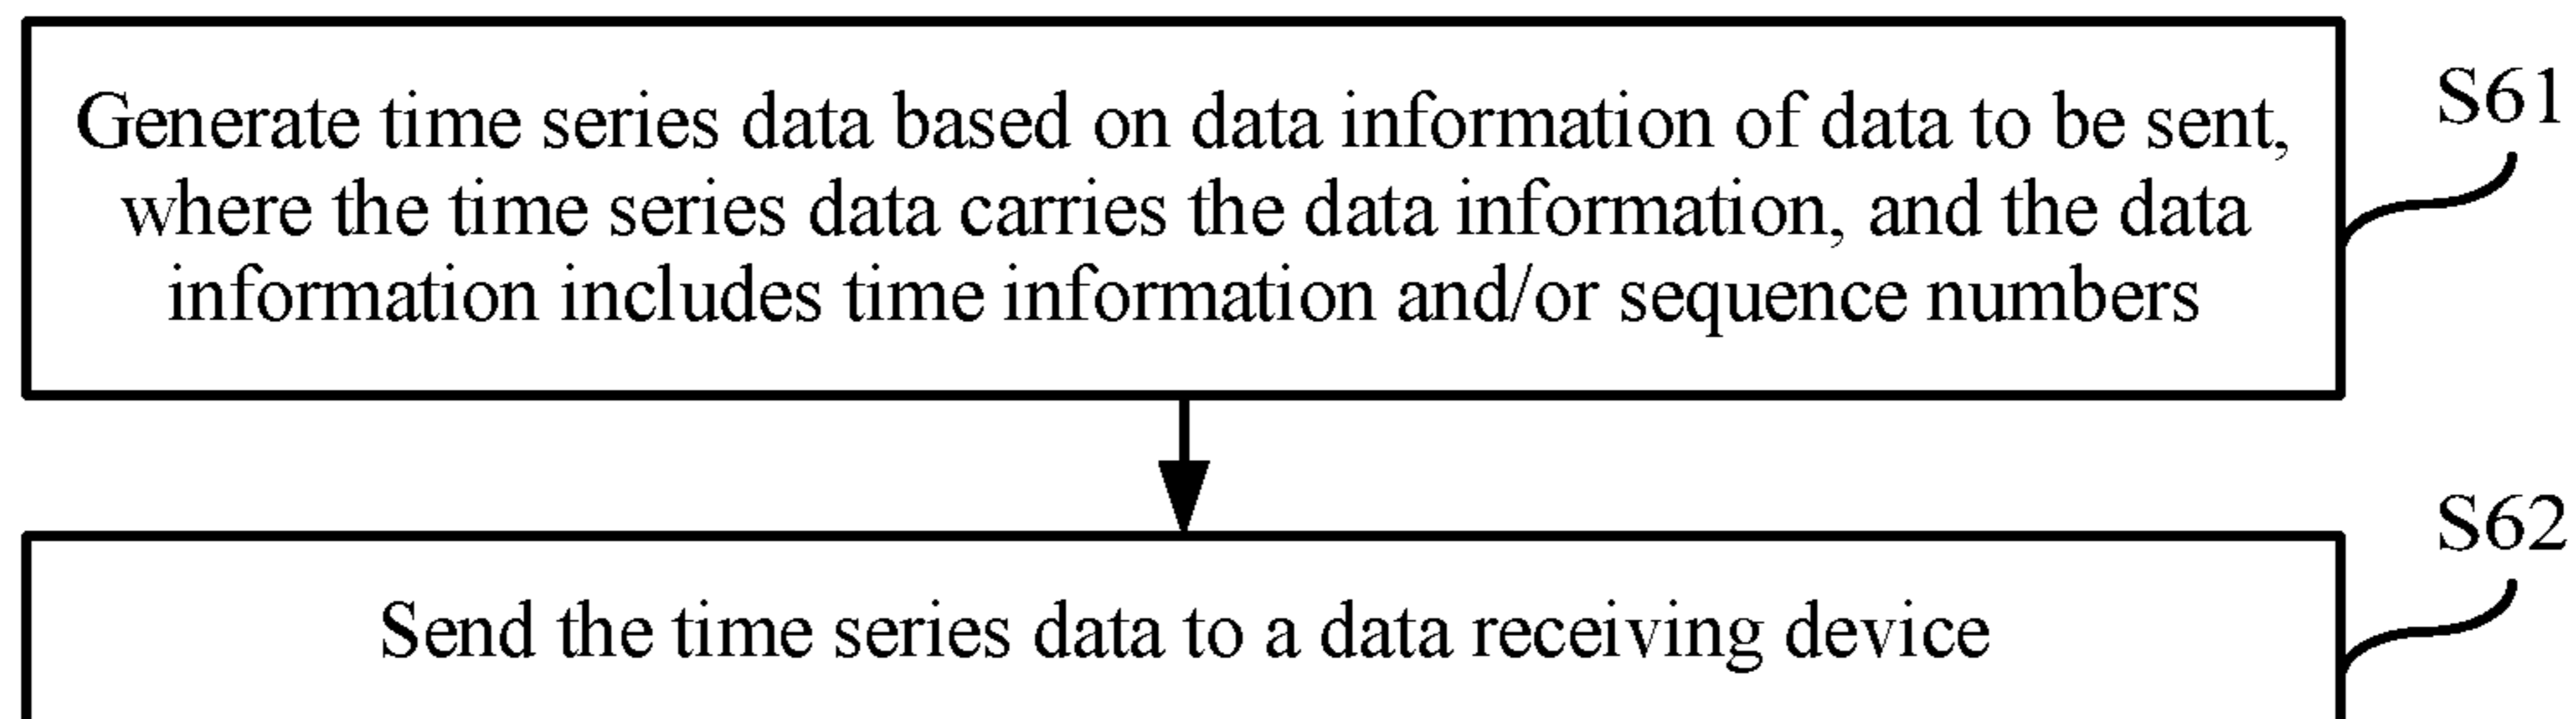 Generate time series data based on data information of data to be sent,
where the time series data carries the data information, and the data
information includes time information and/or sequence numbers
S61
Send the time series data to a data receiving device
S62